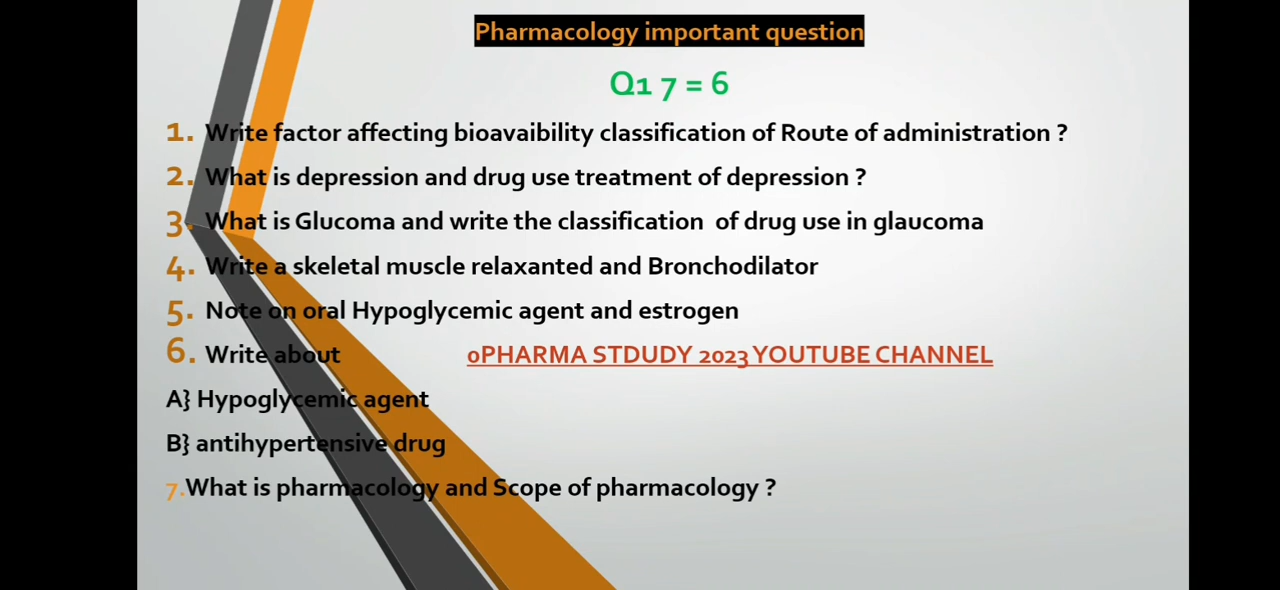 Pharmacology important question
Q1 7 = 6
1. Write factor affecting bioavaibility classification of Route of administration ?
2. What is depression and drug use treatment of depression ?
3. What is Glucoma and write the classification of drug use in glaucoma
4. Write a skeletal muscle relaxanted and Bronchodilator
5. Note on oral Hypoglycemic agent and estrogen
6. Write about 0PHARMA STDUDY 2023 YOUTUBE CHANNEL
A} Hypoglycemic agent
B} antihypertensive drug
7.What is pharmacology and Scope of pharmacology ?